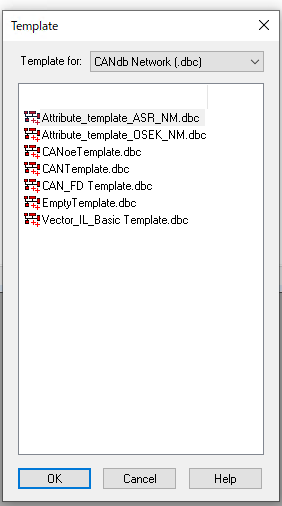 Template
Template for: CANdb Network (.dbc)
Attribute_template_ASR_NM.dbc
Attribute_template_OSEK_NM.dbc
CANoeTemplate.dbc
CANTemplate.dbc
CAN_FD Template.dbc
EmptyTemplate.dbc
Vector_IL_Basic Template.dbc
OK Cancel Help